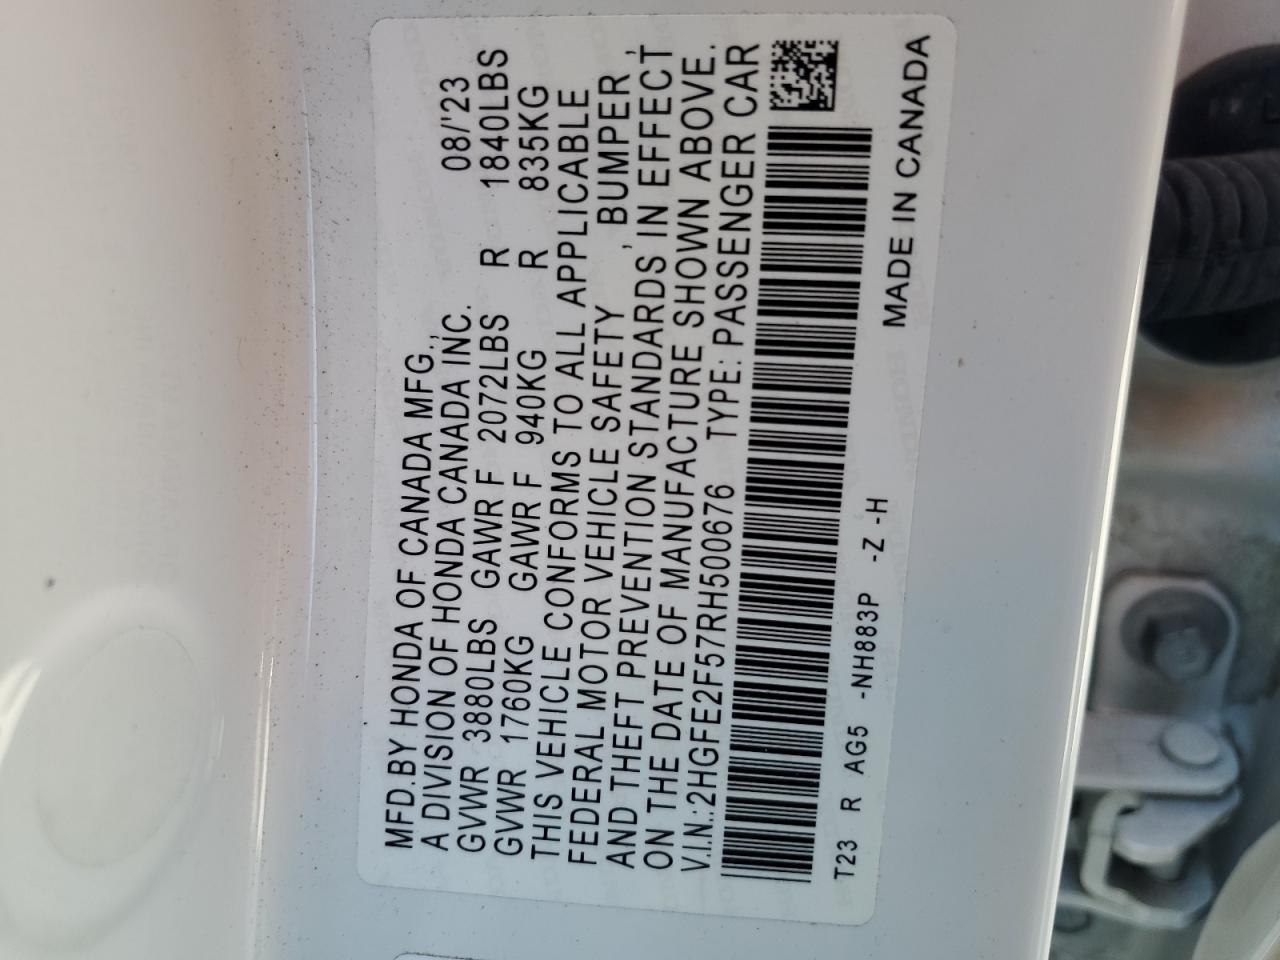 MFD.BY HONDA OF CANADA MFG.,
A DIVISION OF HONDA CANADA INC. 08/'23
GVWR 3880LBS GAWR F 2072LBS R 1840LBS
GVWR 1760KG GAWR F 940KG R 835KG
THIS VEHICLE CONFORMS TO ALL APPLICABLE
FEDERAL MOTOR VEHICLE SAFETY, BUMPER,
AND THEFT PREVENTION STANDARDS IN EFFECT
ON THE DATE OF MANUFACTURE SHOWN ABOVE.
V.I.N.:2HGFE2F57RH500676 TYPE: PASSENGER CAR
T23 R AG5 -NH883P -Z -H MADE IN CANADA